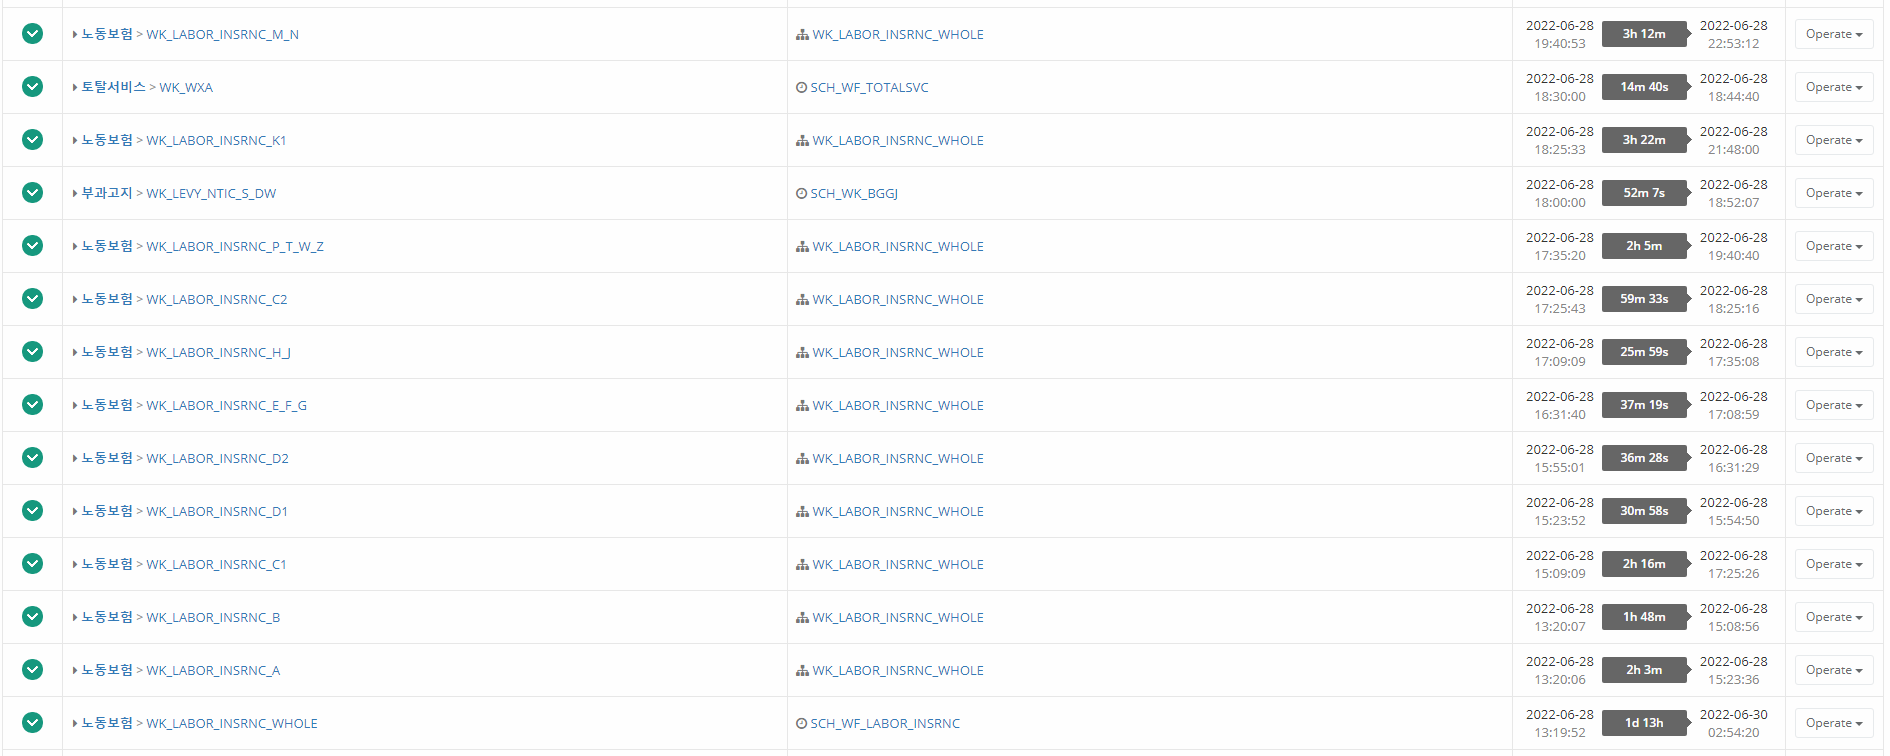 노동보험 > WK_LABOR_INSRNC_M_N WK_LABOR_INSRNC_WHOLE 2022-06-28 19:40:53 3h 12m 2022-06-28 22:53:12 Operate
토탈서비스 > WK_WXA SCH_WF_TOTALSVC 2022-06-28 18:30:00 14m 40s 2022-06-28 18:44:40 Operate
노동보험 > WK_LABOR_INSRNC_K1 WK_LABOR_INSRNC_WHOLE 2022-06-28 18:25:33 3h 22m 2022-06-28 21:48:00 Operate
부과고지 > WK_LEVY_NTIC_S_DW SCH_WK_BGGJ 2022-06-28 18:00:00 52m 7s 2022-06-28 18:52:07 Operate
노동보험 > WK_LABOR_INSRNC_P_T_W_Z WK_LABOR_INSRNC_WHOLE 2022-06-28 17:35:20 2h 5m 2022-06-28 19:40:40 Operate
노동보험 > WK_LABOR_INSRNC_C2 WK_LABOR_INSRNC_WHOLE 2022-06-28 17:25:43 59m 33s 2022-06-28 18:25:16 Operate
노동보험 > WK_LABOR_INSRNC_H_J WK_LABOR_INSRNC_WHOLE 2022-06-28 17:09:09 25m 59s 2022-06-28 17:35:08 Operate
노동보험 > WK_LABOR_INSRNC_E_F_G WK_LABOR_INSRNC_WHOLE 2022-06-28 16:31:40 37m 19s 2022-06-28 17:08:59 Operate
노동보험 > WK_LABOR_INSRNC_D2 WK_LABOR_INSRNC_WHOLE 2022-06-28 15:55:01 36m 28s 2022-06-28 16:31:29 Operate
노동보험 > WK_LABOR_INSRNC_D1 WK_LABOR_INSRNC_WHOLE 2022-06-28 15:23:52 30m 58s 2022-06-28 15:54:50 Operate
노동보험 > WK_LABOR_INSRNC_C1 WK_LABOR_INSRNC_WHOLE 2022-06-28 15:09:09 2h 16m 2022-06-28 17:25:26 Operate
노동보험 > WK_LABOR_INSRNC_B WK_LABOR_INSRNC_WHOLE 2022-06-28 13:20:07 1h 48m 2022-06-28 15:08:56 Operate
노동보험 > WK_LABOR_INSRNC_A WK_LABOR_INSRNC_WHOLE 2022-06-28 13:20:06 2h 3m 2022-06-28 15:23:36 Operate
노동보험 > WK_LABOR_INSRNC_WHOLE SCH_WF_LABOR_INSRNC 2022-06-28 13:19:52 1d 13h 2022-06-30 02:54:20 Operate